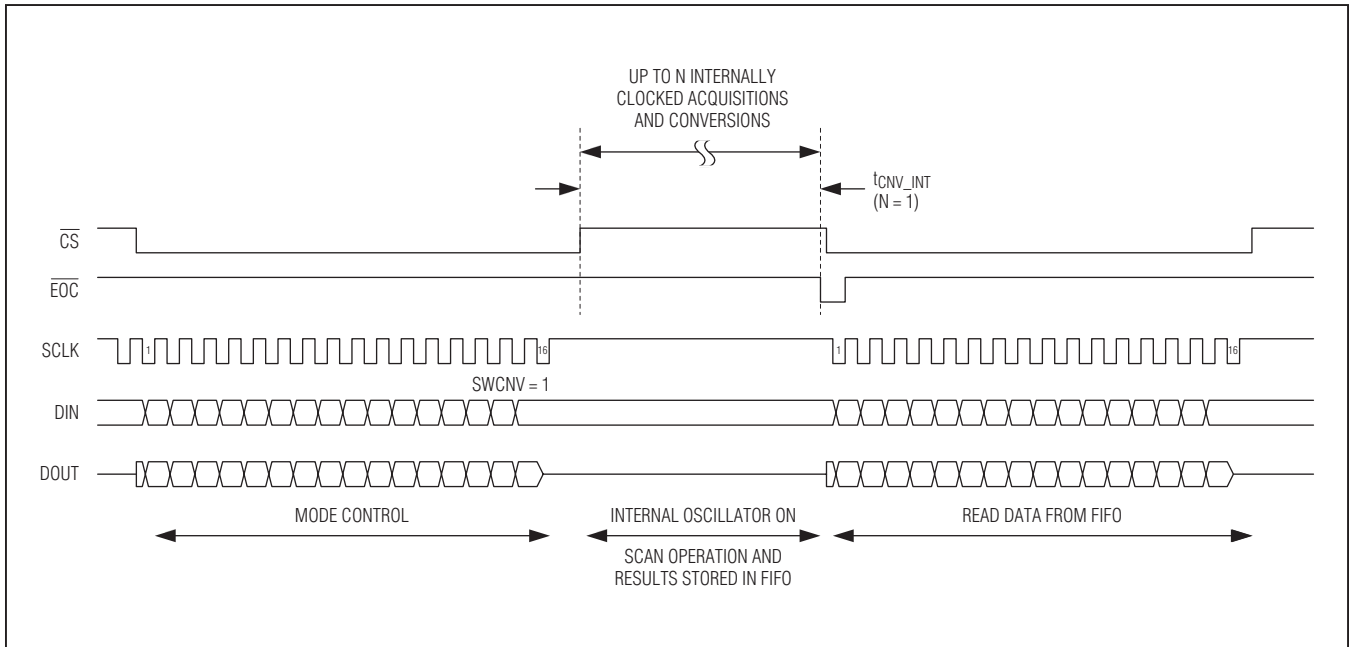 UP TO N INTERNALLY
CLOCKED ACQUISITIONS
AND CONVERSIONS
tCNV_INT
(N = 1)
CS
EOC
SCLK
1
16
1
16
SWCNV = 1
DIN
DOUT
MODE CONTROL
INTERNAL OSCILLATOR ON
READ DATA FROM FIFO
SCAN OPERATION AND
RESULTS STORED IN FIFO